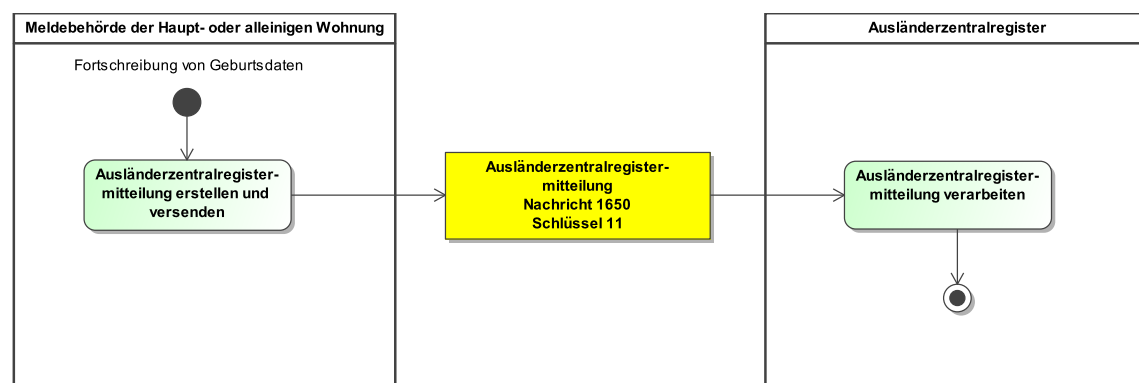 Meldebehörde der Haupt- oder alleinigen Wohnung
Ausländerzentralregister
Fortschreibung von Geburtsdaten
Ausländerzentralregister-
mitteilung erstellen und
versenden
Ausländerzentralregister-
mitteilung
Nachricht 1650
Schlüssel 11
Ausländerzentralregister-
mitteilung verarbeiten